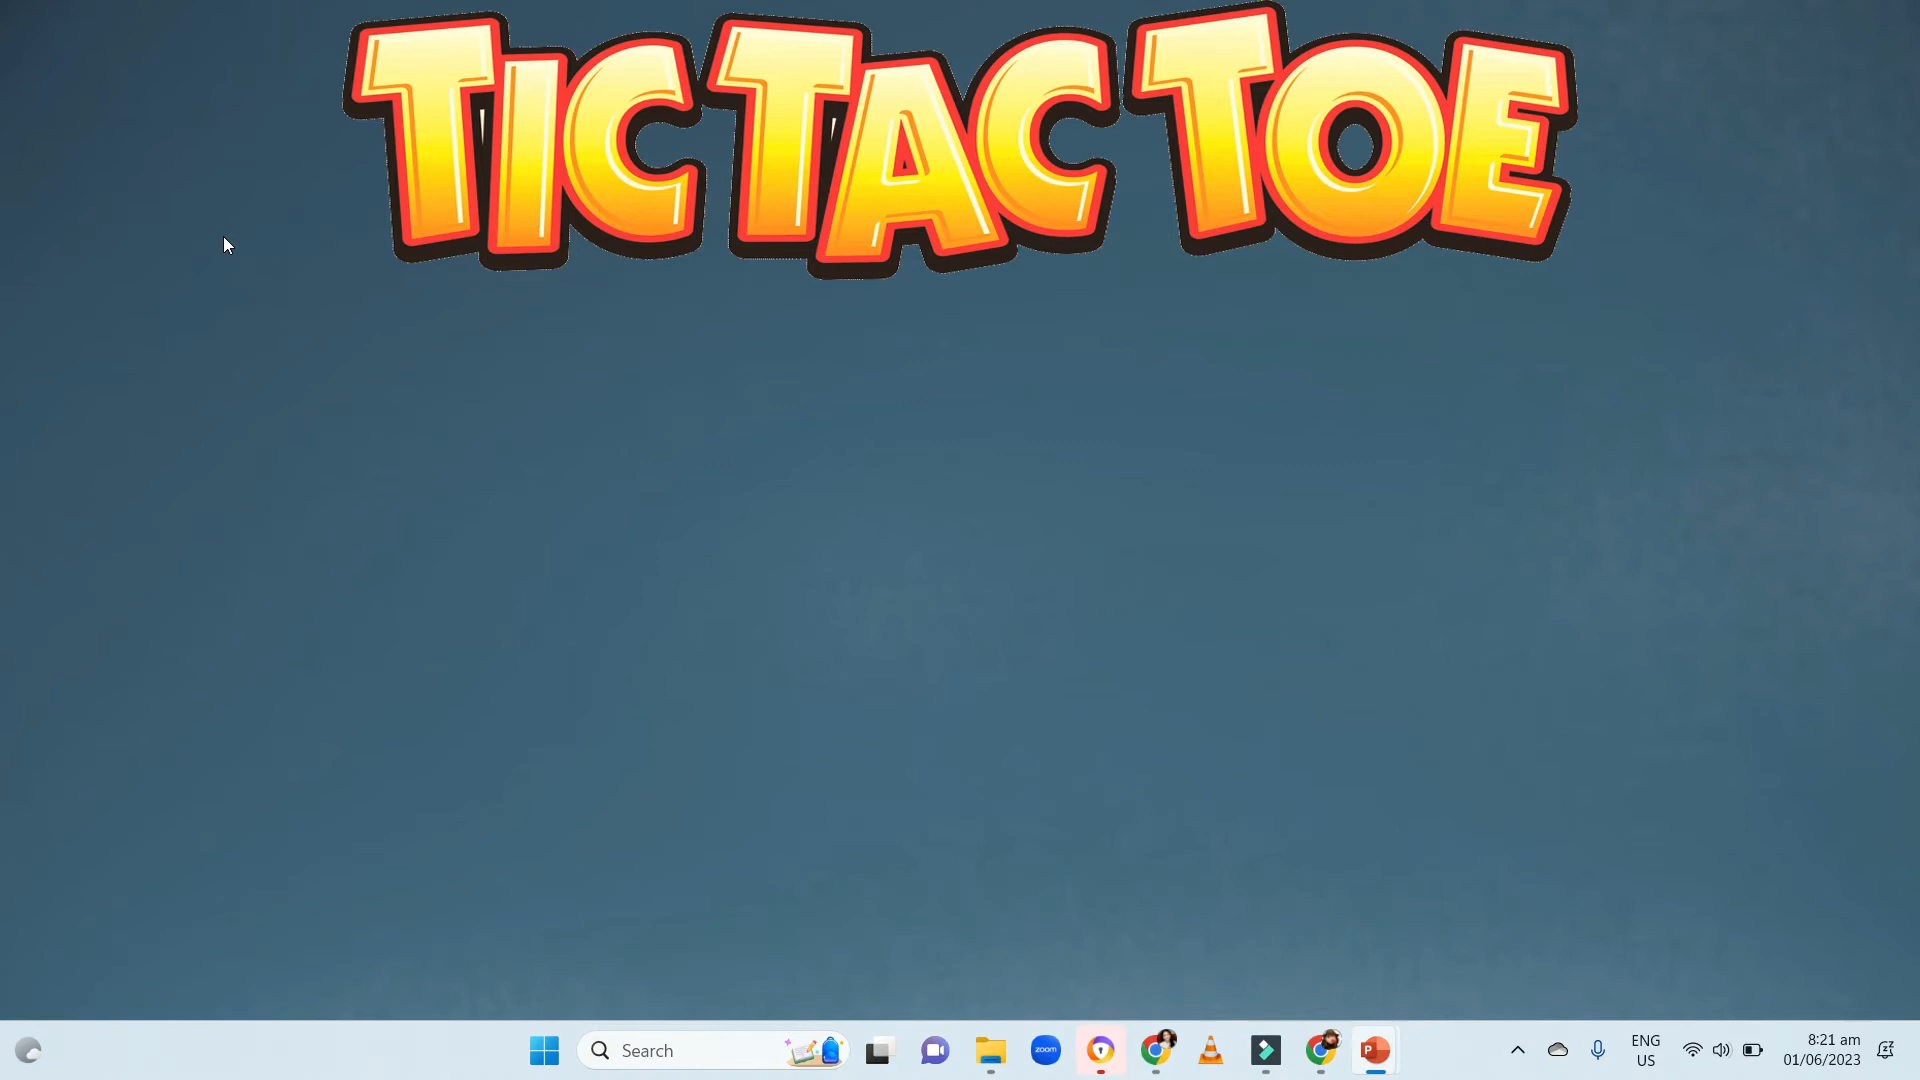 TIC TAC TOE
Search
zoom
ENG
US
8:21 am
01/06/2023